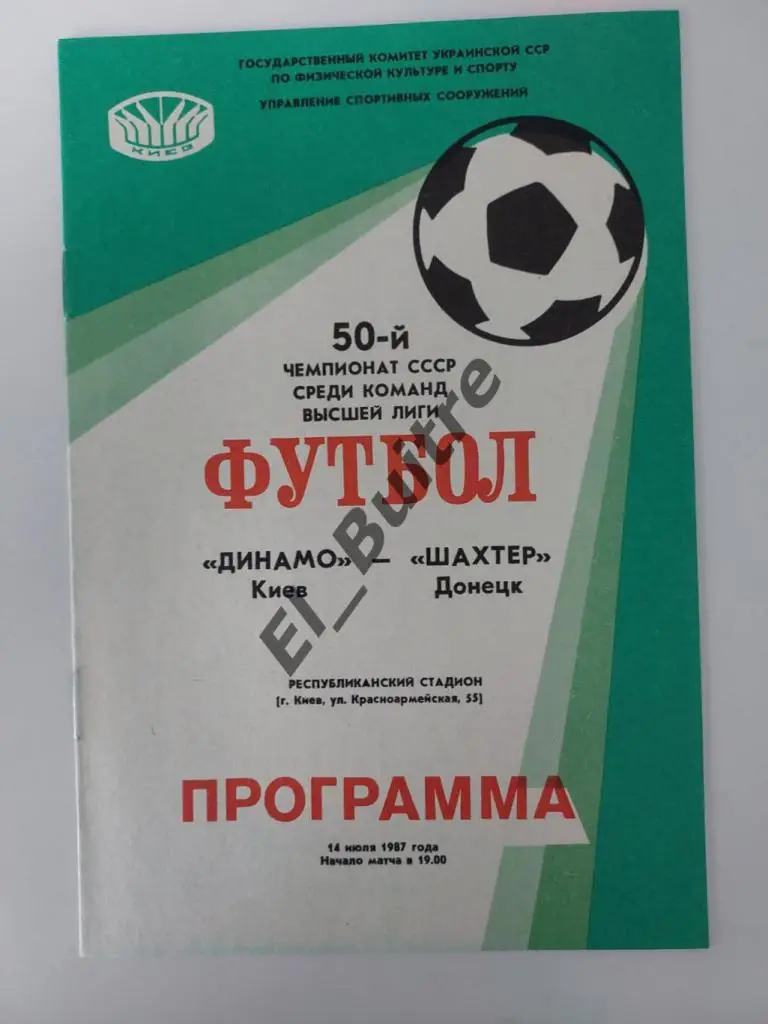 ГОСУДАРСТВЕННЫЙ КОМИТЕТ УКРАИНСКОЙ ССР
ПО ФИЗИЧЕСКОЙ КУЛЬТУРЕ И СПОРТУ
УПРАВЛЕНИЕ СПОРТИВНЫХ СООРУЖЕНИЙ
КИЕВ
50-й
ЧЕМПИОНАТ СССР
СРЕДИ КОМАНД
ВЫСШЕЙ ЛИГИ
ФУТБОЛ
«ДИНАМО» — «ШАХТЕР»
Киев Донецк
El_Buitre
РЕСПУБЛИКАНСКИЙ СТАДИОН
(г. Киев, ул. Красноармейская, 55)
ПРОГРАММА
14 июля 1987 года
Начало матча в 19.00